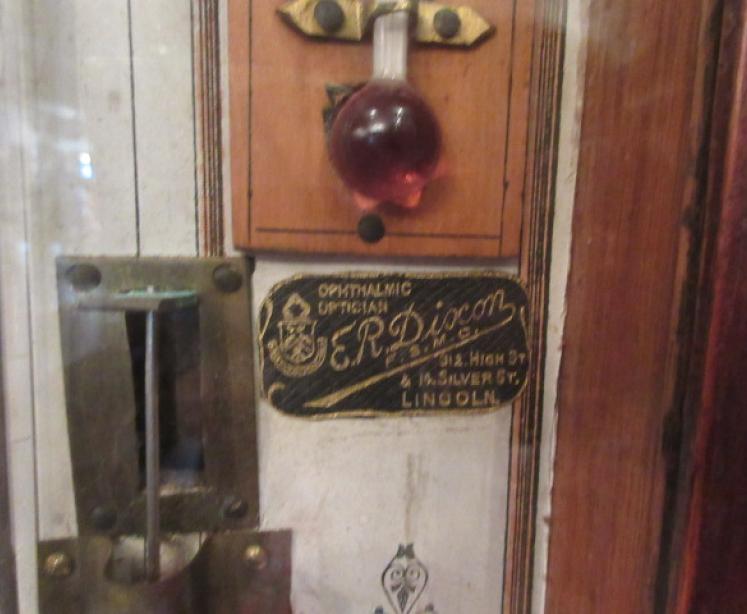 OPHTHALMIC
OPTICIAN
E.R. Dixon
F.S.M.C.
312. HIGH ST
& 14. SILVER ST.
LINCOLN.